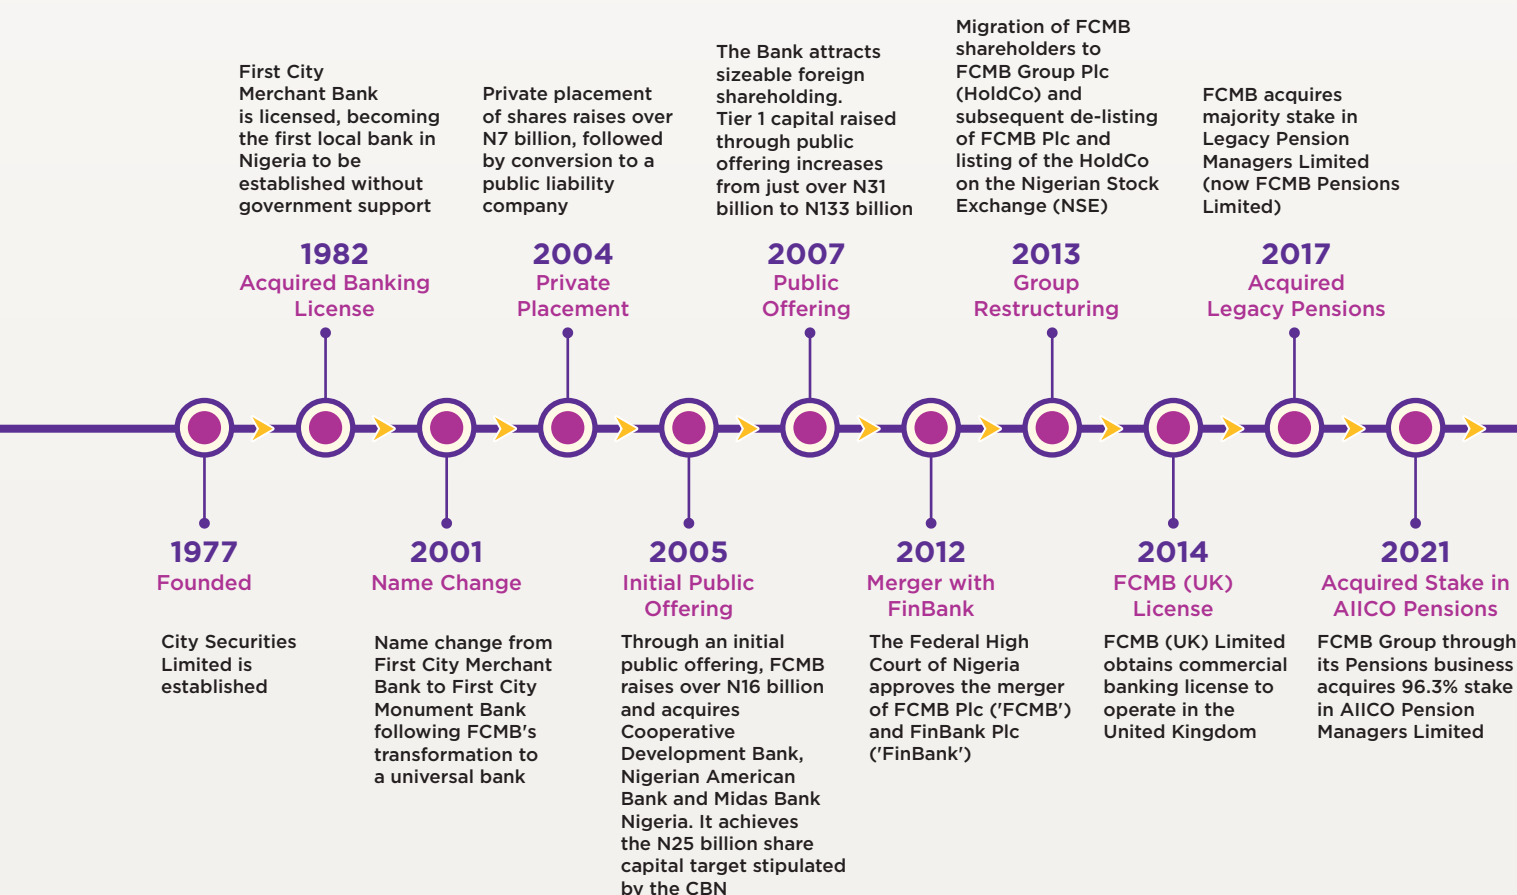 First City
Merchant Bank
is licensed, becoming
the first local bank in
Nigeria to be
established without
government support
1982
Acquired Banking
License
Private placement
of shares raises over
N7 billion, followed
by conversion to a
public liability
company
2004
Private
Placement
The Bank attracts
sizeable foreign
shareholding.
Tier 1 capital raised
through public
offering increases
from just over N31
billion to N133 billion
2007
Public
Offering
Migration of FCMB
shareholders to
FCMB Group Plc
(HoldCo) and
subsequent de-listing
of FCMB Plc and
listing of the HoldCo
on the Nigerian Stock
Exchange (NSE)
2013
Group
Restructuring
FCMB acquires
majority stake in
Legacy Pension
Managers Limited
(now FCMB Pensions
Limited)
2017
Acquired
Legacy Pensions
1977
Founded
City Securities
Limited is
established
2001
Name Change
Name change from
First City Merchant
Bank to First City
Monument Bank
following FCMB's
transformation to
a universal bank
2005
Initial Public
Offering
Through an initial
public offering, FCMB
raises over N16 billion
and acquires
Cooperative
Development Bank,
Nigerian American
Bank and Midas Bank
Nigeria. It achieves
the N25 billion share
capital target stipulated
by the CBN
2012
Merger with
FinBank
The Federal High
Court of Nigeria
approves the merger
of FCMB Plc ('FCMB')
and FinBank Plc
('FinBank')
2014
FCMB (UK)
License
FCMB (UK) Limited
obtains commercial
banking license to
operate in the
United Kingdom
2021
Acquired Stake in
AIICO Pensions
FCMB Group through
its Pensions business
acquires 96.3% stake
in AIICO Pension
Managers Limited